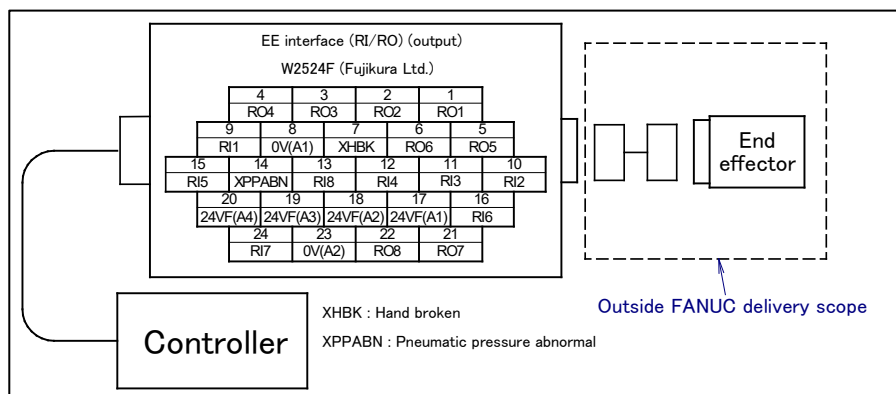 EE interface (RI/RO) (output)
W2524F (Fujikura Ltd.)
4 3 2 1
RO4 RO3 RO2 RO1
9 8 7 6 5
RI1 0V(A1) XHBK RO6 RO5
15 14 13 12 11 10
RI5 XPPABN RI8 RI4 RI3 RI2
20 19 18 17 16
24VF(A4) 24VF(A3) 24VF(A2) 24VF(A1) RI6
24 23 22 21
RI7 0V(A2) RO8 RO7
End
effector
Outside FANUC delivery scope
Controller
XHBK : Hand broken
XPPABN : Pneumatic pressure abnormal